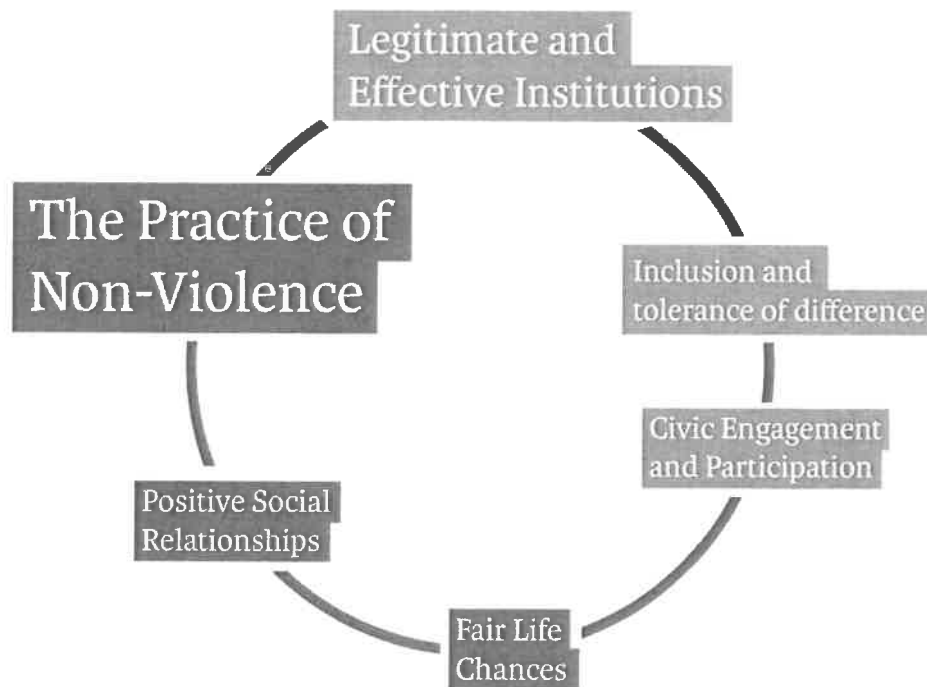 Legitimate and
Effective Institutions
The Practice of
Non-Violence
Inclusion and
tolerance of difference
Civic Engagement
and Participation
Positive Social
Relationships
Fair Life
Chances